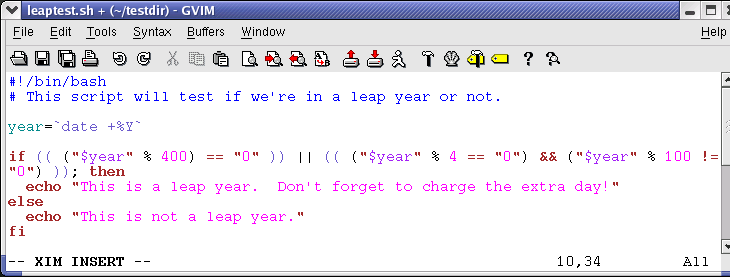 leaptest.sh + (~/testdir) - GVIM
File Edit Tools Syntax Buffers Window Help
#!/bin/bash
# This script will test if we're in a leap year or not.
year=`date +%Y`
if (( ("$year" % 400) == "0" )) || (( ("$year" % 4 == "0") && ("$year" % 100 !=
"0") )); then
  echo "This is a leap year.  Don't forget to charge the extra day!"
else
  echo "This is not a leap year."
fi
-- XIM INSERT -- 10,34 All